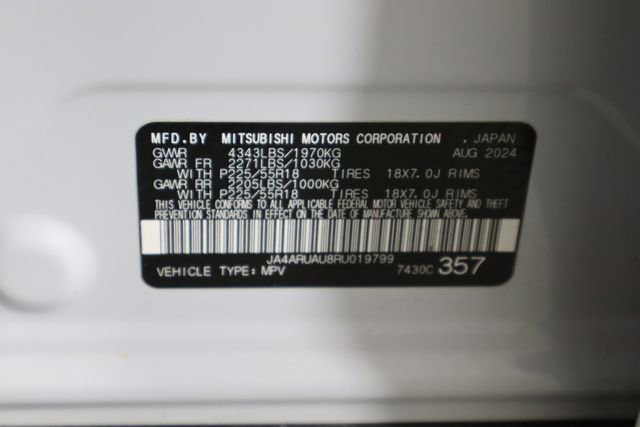 MFD.BY MITSUBISHI MOTORS CORPORATION . JAPAN
GVWR 4343LBS/1970KG AUG 2024
GAWR FR 2271LBS/1030KG
WITH P225/55R18 TIRES 18X7.0J RIMS
GAWR RR 2205LBS/1000KG
WITH P225/55R18 TIRES 18X7.0J RIMS
THIS VEHICLE CONFORMS TO ALL APPLICABLE FEDERAL MOTOR VEHICLE SAFETY AND THEFT
PREVENTION STANDARDS IN EFFECT ON THE DATE OF MANUFACTURE SHOWN ABOVE.
JA4ARUAU8RU019799
VEHICLE TYPE: MPV 7430C 357